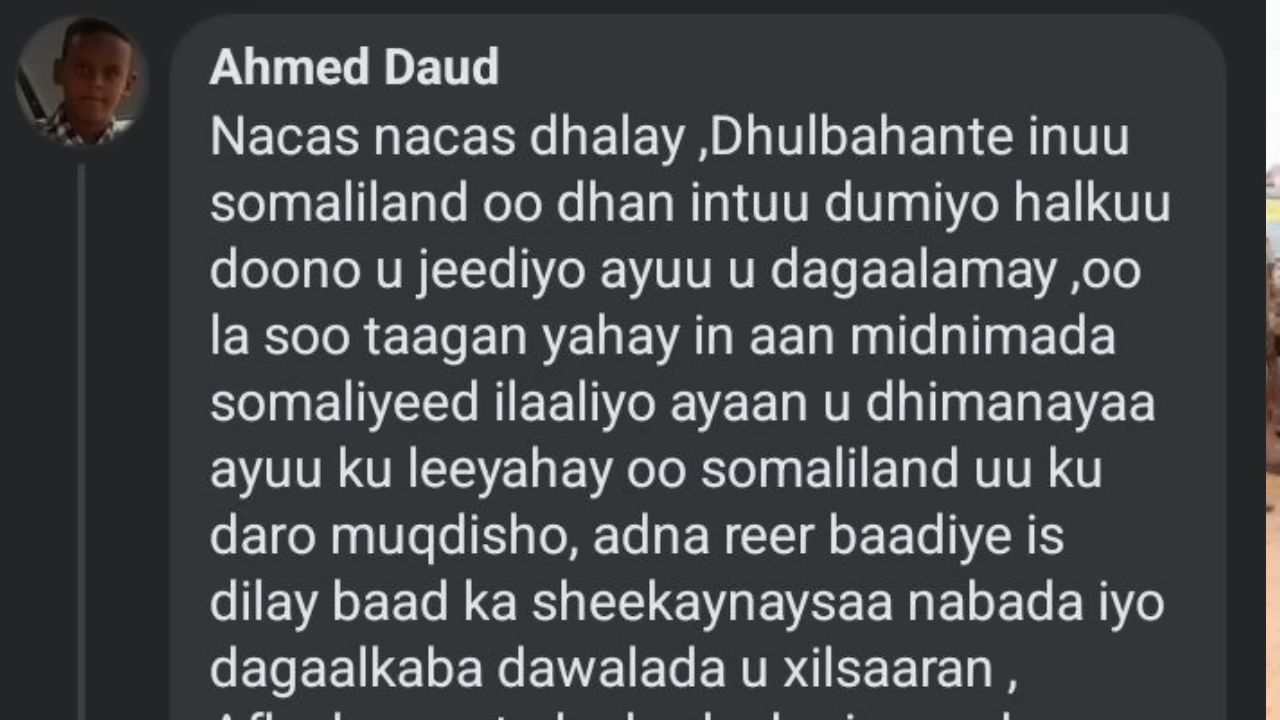 Ahmed Daud
Nacas nacas dhalay ,Dhulbahante inuu
somaliland oo dhan intuu dumiyo halkuu
doono u jeediyo ayuu u dagaalamay ,oo
la soo taagan yahay in aan midnimada
somaliyeed ilaaliyo ayaan u dhimanayaa
ayuu ku leeyahay oo somaliland uu ku
daro muqdisho, adna reer baadiye is
dilay baad ka sheekaynaysaa nabada iyo
dagaalkaba dawalada u xilsaaran ,